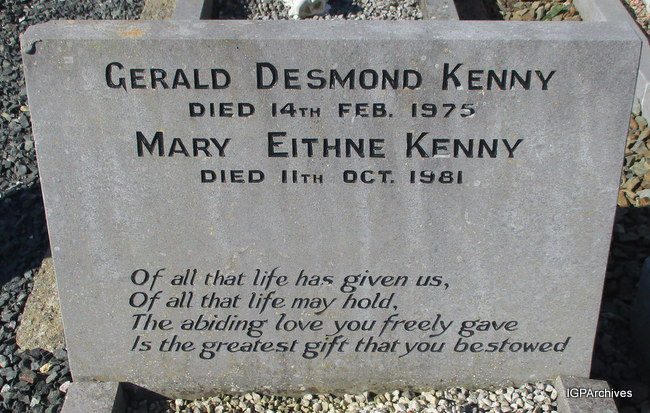 GERALD DESMOND KENNY
DIED 14TH FEB. 1975
MARY EITHNE KENNY
DIED 11TH OCT. 1981
Of all that life has given us,
Of all that life may hold,
The abiding love you freely gave
Is the greatest gift that you bestowed
IGPArchives